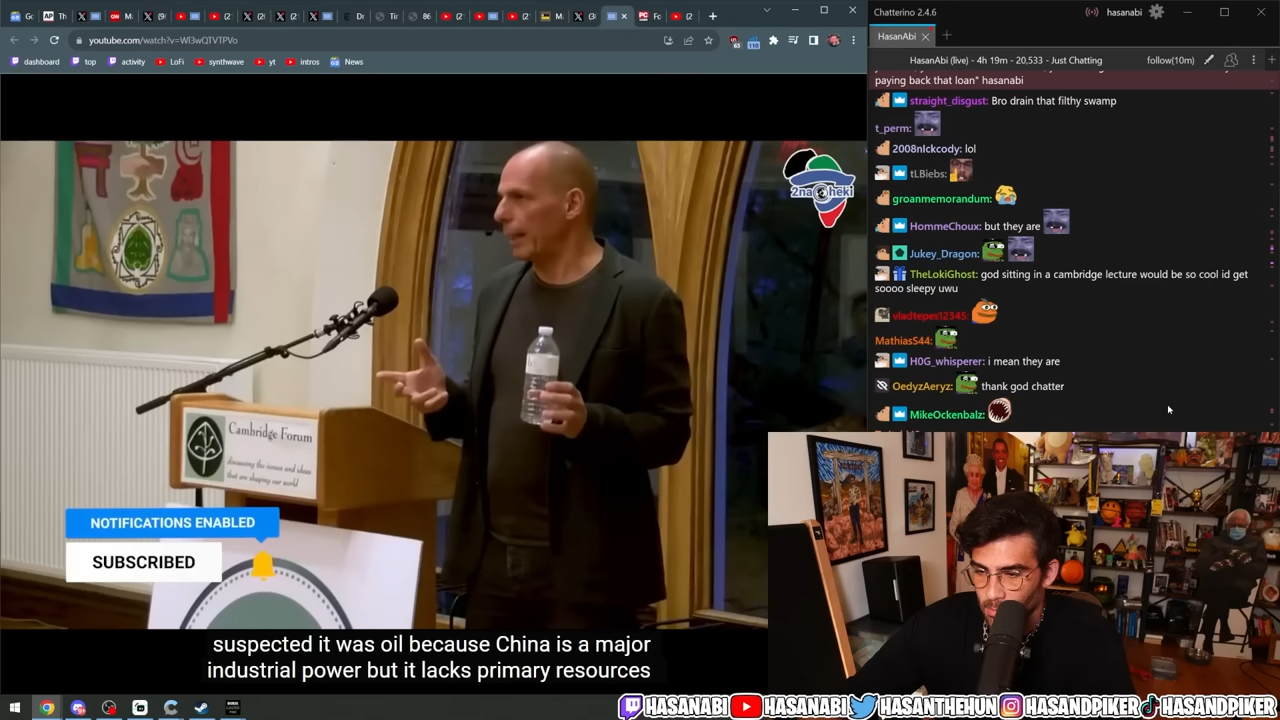 Chatterino 2.4.6
hasanabi
youtube.com/watch?v=WI3wQTVTPVo
HasanAbi
dashboard
top
activity
LoFi
synthwave
yt
intros
News
HasanAbi (live) - 4h 19m - 20,533 - Just Chatting
follow(10m)
paying back that loan" hasanabi
straight_disgust: Bro drain that filthy swamp
t_perm:
2008nIckcody: lol
tLBiebs:
groanmemorandum:
HommeChoux: but they are
Jukey_Dragon:
TheLokiGhost: god sitting in a cambridge lecture would be so cool id get
soooo sleepy uwu
vladtepes12345:
MathiasS44:
H0G_whisperer: i mean they are
OedyzAeryz: thank god chatter
MikeOckenbalz:
2nacheki
Cambridge Forum
discussing the issues and ideas
that are shaping our world
NOTIFICATIONS ENABLED
SUBSCRIBED
suspected it was oil because China is a major
industrial power but it lacks primary resources
HASANABI
HASANABI
HASANTHEHUN
HASANDPIKER
HASANDPIKER